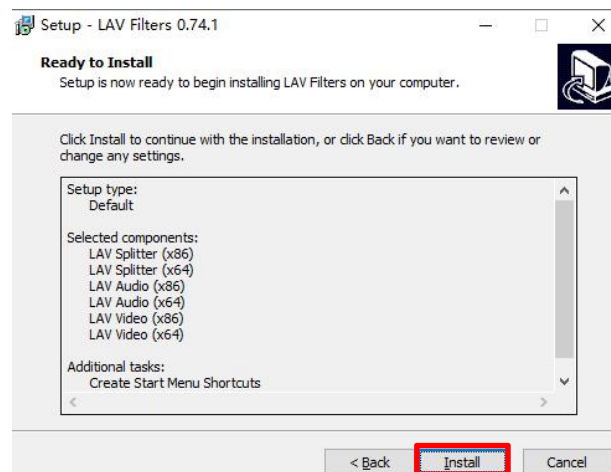 Setup - LAV Filters 0.74.1
Ready to Install
Setup is now ready to begin installing LAV Filters on your computer.
Click Install to continue with the installation, or click Back if you want to review or
change any settings.
Setup type:
Default
Selected components:
LAV Splitter (x86)
LAV Splitter (x64)
LAV Audio (x86)
LAV Audio (x64)
LAV Video (x86)
LAV Video (x64)
Additional tasks:
Create Start Menu Shortcuts
< Back
Install
Cancel